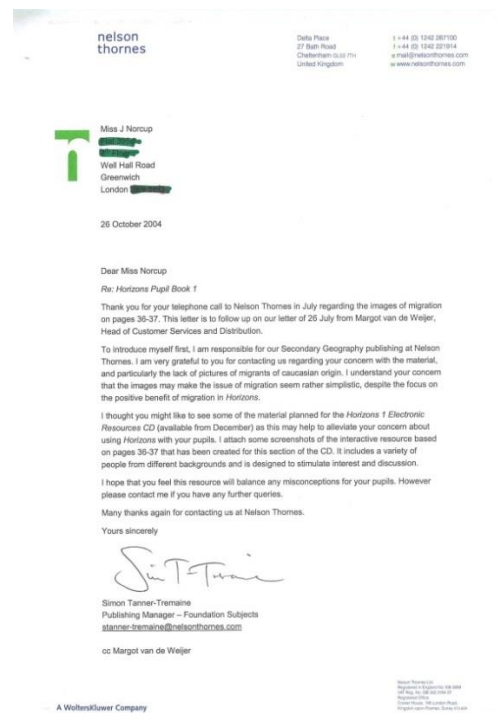 nelson
thornes
Delta Place
27 Bath Road
Cheltenham GL53 7TH
United Kingdom
t +44 (0) 1242 267100
f +44 (0) 1242 221914
e mail@nelsonthornes.com
w www.nelsonthornes.com
Miss J Norcup
Well Hall Road
Greenwich
London
26 October 2004
Dear Miss Norcup
Re: Horizons Pupil Book 1
Thank you for your telephone call to Nelson Thornes in July regarding the images of migration
on pages 36-37. This letter is to follow up on our letter of 26 July from Margot van de Weijer,
Head of Customer Services and Distribution.
To introduce myself first, I am responsible for our Secondary Geography publishing at Nelson
Thornes. I am very grateful to you for contacting us regarding your concern with the material,
and particularly the lack of pictures of migrants of caucasian origin. I understand your concern
that the images may make the issue of migration seem rather simplistic, despite the focus on
the positive benefit of migration in Horizons.
I thought you might like to see some of the material planned for the Horizons 1 Electronic
Resources CD (available from December) as this may help to alleviate your concern about
using Horizons with your pupils. I attach some screenshots of the interactive resource based
on pages 36-37 that has been created for this section of the CD. It includes a variety of
people from different backgrounds and is designed to stimulate interest and discussion.
I hope that you feel this resource will balance any misconceptions for your pupils. However
please contact me if you have any further queries.
Many thanks again for contacting us at Nelson Thornes.
Yours sincerely
Simon Tanner-Tremaine
Publishing Manager – Foundation Subjects
stanner-tremaine@nelsonthornes.com
cc Margot van de Weijer
A WoltersKluwer Company
Nelson Thornes Ltd
Registered Office